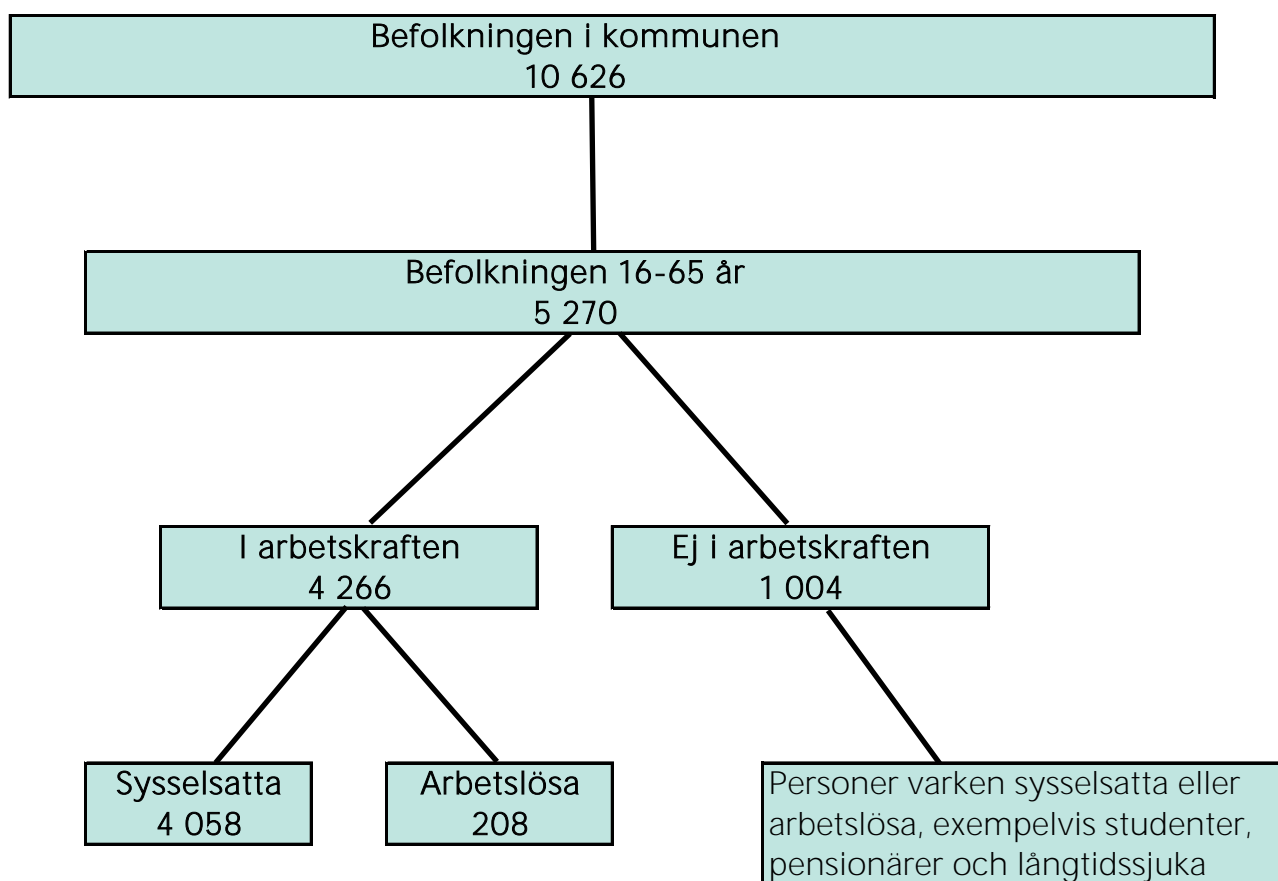 Befolkningen i kommunen
10 626
Befolkningen 16-65 år
5 270
I arbetskraften
4 266
Ej i arbetskraften
1 004
Sysselsatta
4 058
Arbetslösa
208
Personer varken sysselsatta eller
arbetslösa, exempelvis studenter,
pensionärer och långtidssjuka